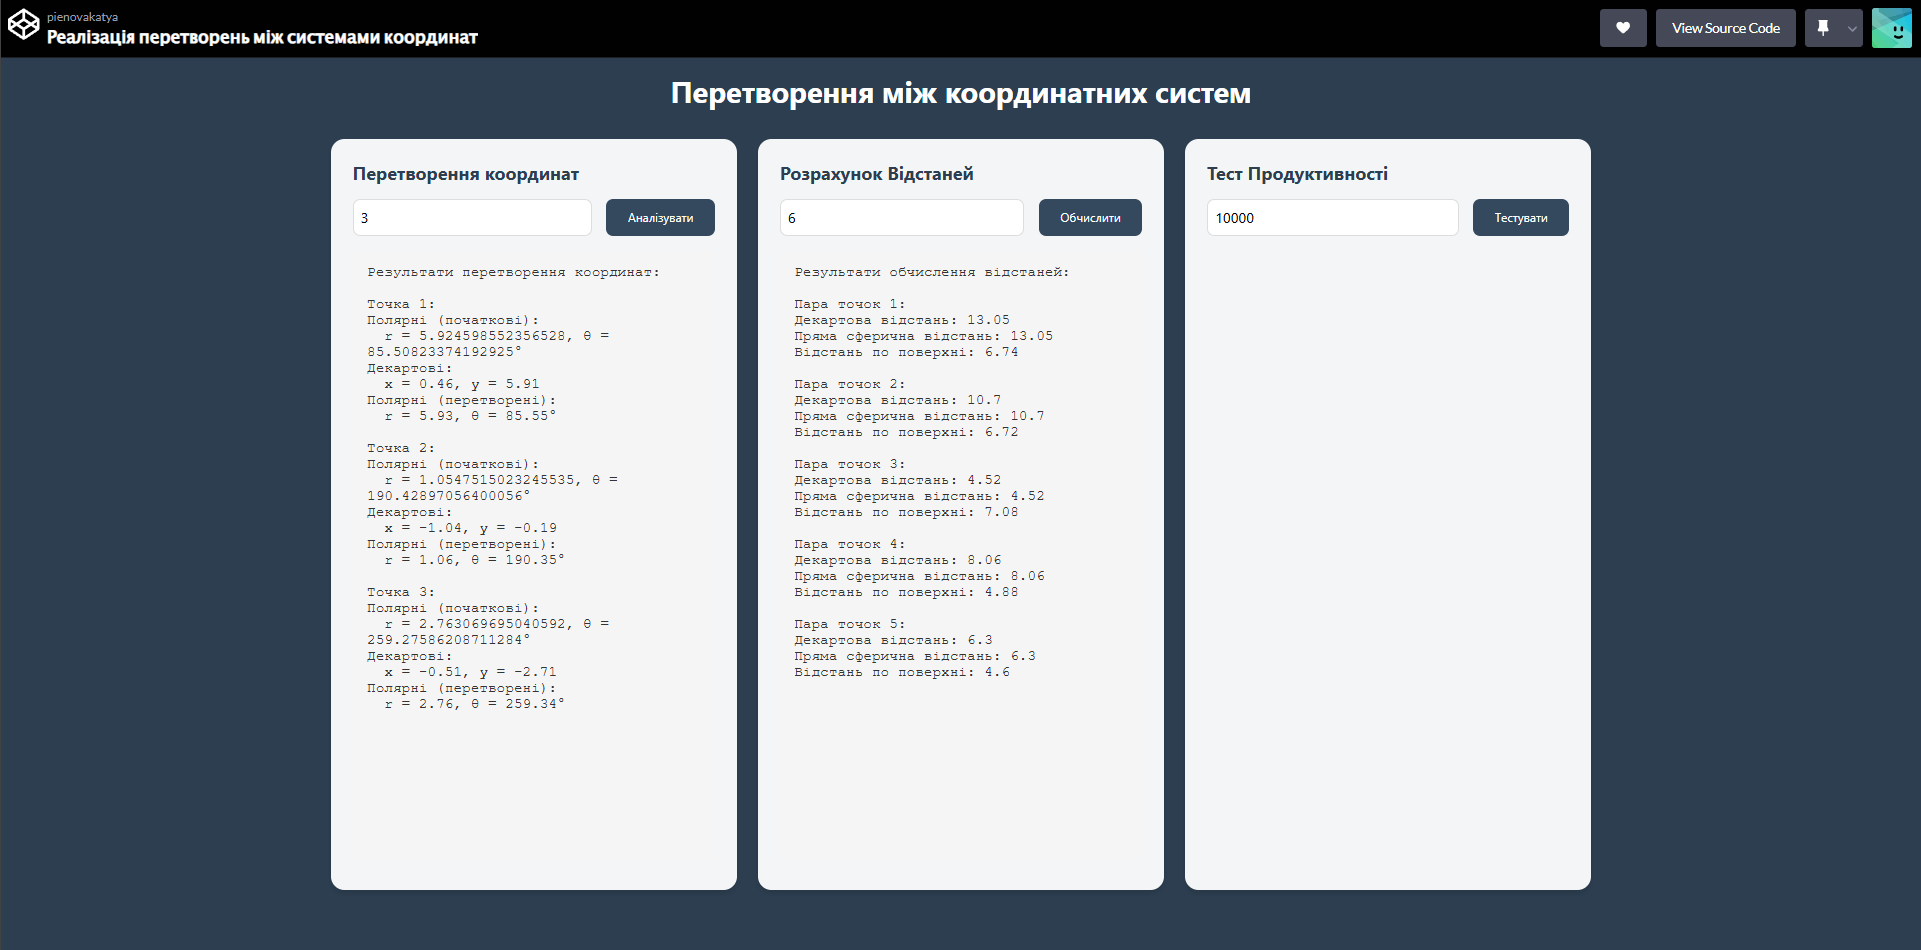 pienovakatya
Реалізація перетворень між системами координат
View Source Code
Перетворення між координатних систем
Перетворення координат
3
Аналізувати
Результати перетворення координат:
Точка 1:
Полярні (початкові):
r = 5.924598552356528, θ =
85.50823374192925°
Декартові:
x = 0.46, y = 5.91
Полярні (перетворені):
r = 5.93, θ = 85.55°
Точка 2:
Полярні (початкові):
r = 1.0547515023245535, θ =
190.42897056400056°
Декартові:
x = -1.04, y = -0.19
Полярні (перетворені):
r = 1.06, θ = 190.35°
Точка 3:
Полярні (початкові):
r = 2.763069695040592, θ =
259.27586208711284°
Декартові:
x = -0.51, y = -2.71
Полярні (перетворені):
r = 2.76, θ = 259.34°
Розрахунок Відстаней
6
Обчислити
Результати обчислення відстаней:
Пара точок 1:
Декартова відстань: 13.05
Пряма сферична відстань: 13.05
Відстань по поверхні: 6.74
Пара точок 2:
Декартова відстань: 10.7
Пряма сферична відстань: 10.7
Відстань по поверхні: 6.72
Пара точок 3:
Декартова відстань: 4.52
Пряма сферична відстань: 4.52
Відстань по поверхні: 7.08
Пара точок 4:
Декартова відстань: 8.06
Пряма сферична відстань: 8.06
Відстань по поверхні: 4.88
Пара точок 5:
Декартова відстань: 6.3
Пряма сферична відстань: 6.3
Відстань по поверхні: 4.6
Тест Продуктивності
10000
Тестувати